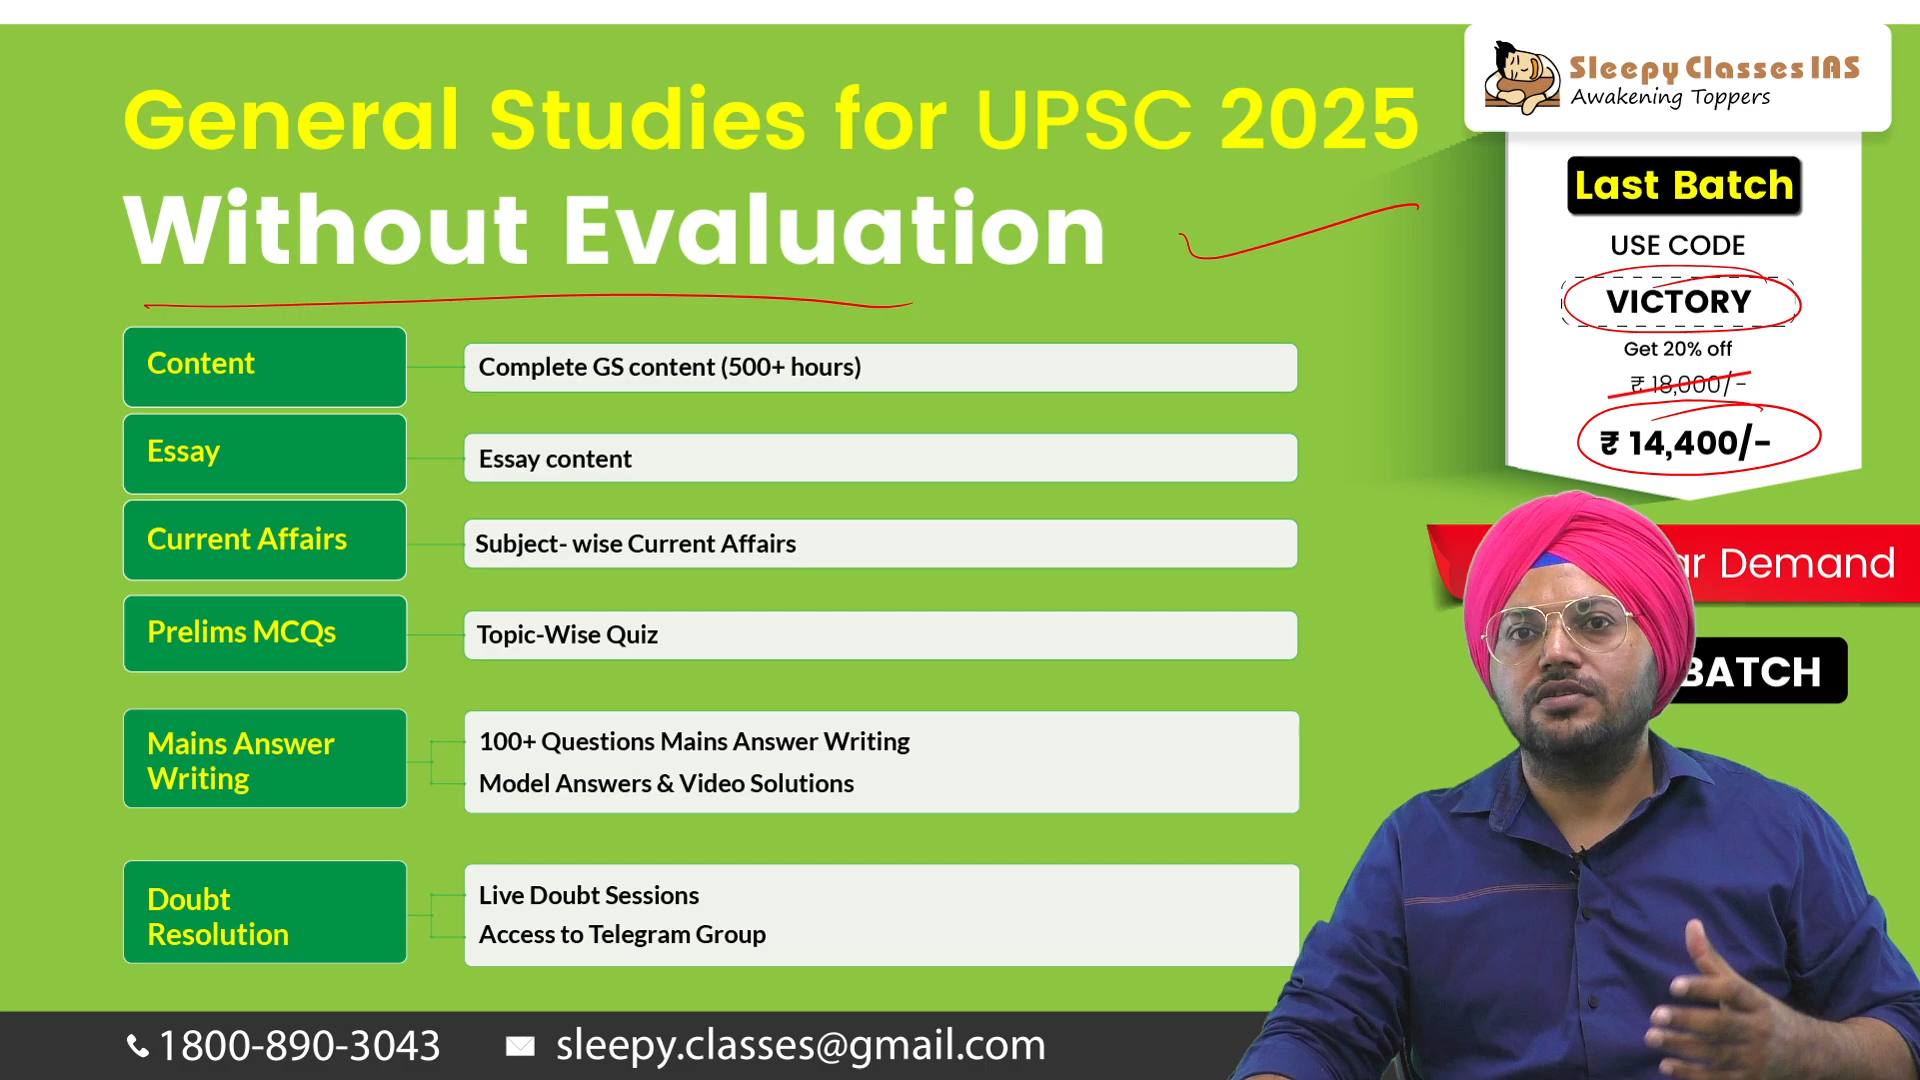 General Studies for UPSC 2025
Without Evaluation
Sleepy Classes IAS
Awakening Toppers
Last Batch
USE CODE
VICTORY
Get 20% off
₹ 18,000/-
₹ 14,400/-
Content
Complete GS content (500+ hours)
Essay
Essay content
Current Affairs
Subject- wise Current Affairs
Prelims MCQs
Topic-Wise Quiz
Mains Answer
Writing
100+ Questions Mains Answer Writing
Model Answers & Video Solutions
Doubt
Resolution
Live Doubt Sessions
Access to Telegram Group
Demand
BATCH
1800-890-3043
sleepy.classes@gmail.com